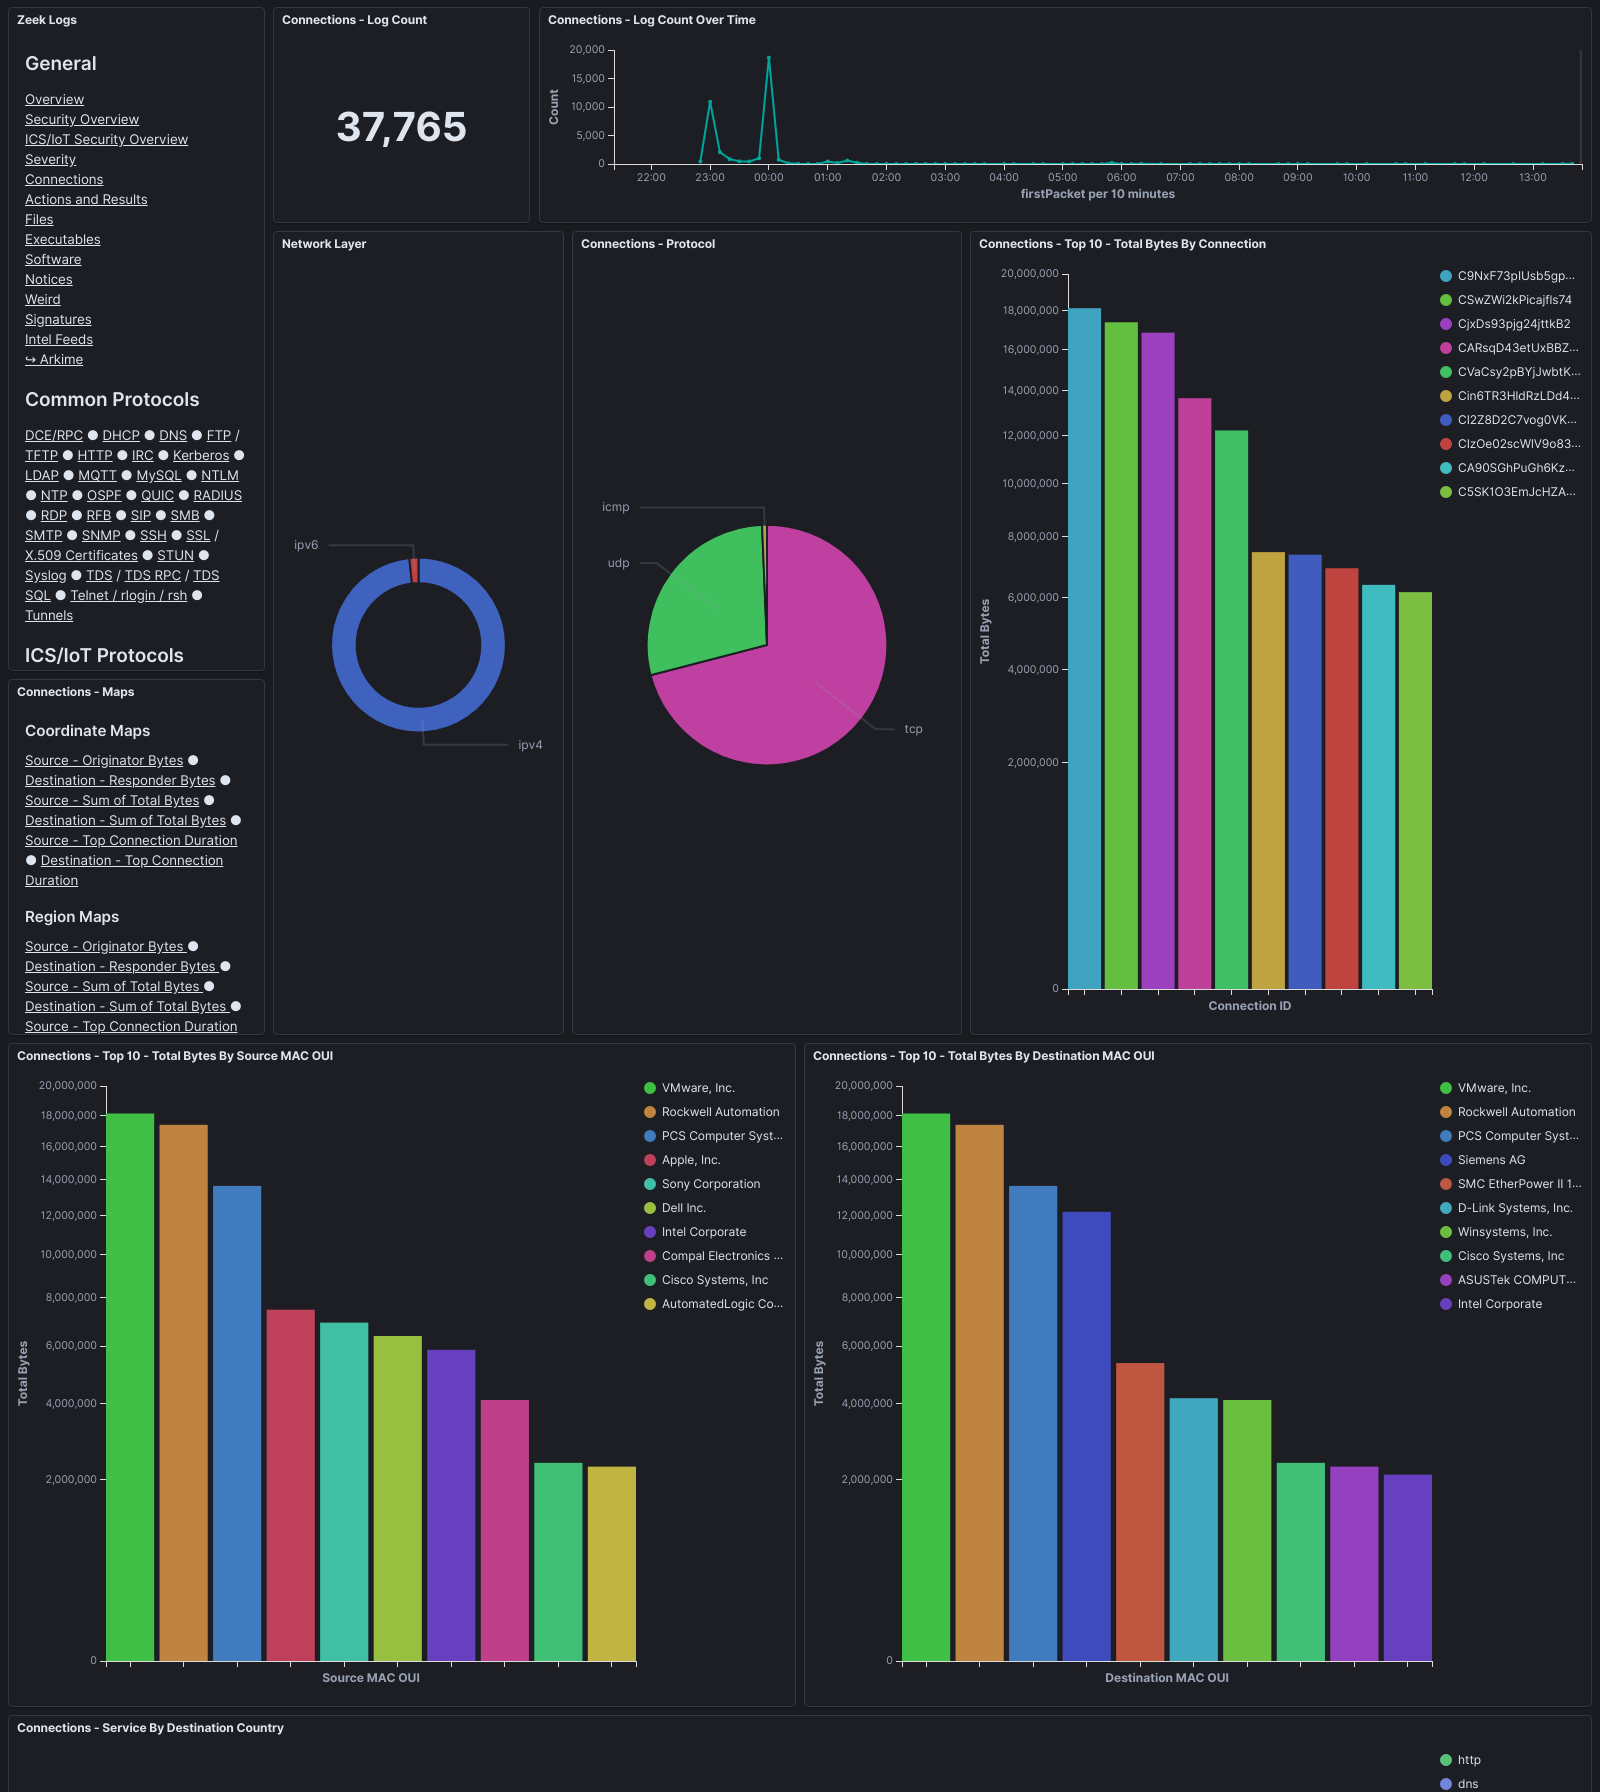 Zeek Logs
General
Overview
Security Overview
ICS/IoT Security Overview
Severity
Connections
Actions and Results
Files
Executables
Software
Notices
Weird
Signatures
Intel Feeds
↪ Arkime
Common Protocols
DCE/RPC ● DHCP ● DNS ● FTP /
TFTP ● HTTP ● IRC ● Kerberos ●
LDAP ● MQTT ● MySQL ● NTLM
● NTP ● OSPF ● QUIC ● RADIUS
● RDP ● RFB ● SIP ● SMB ●
SMTP ● SNMP ● SSH ● SSL /
X.509 Certificates ● STUN ●
Syslog ● TDS / TDS RPC / TDS
SQL ● Telnet / rlogin / rsh ●
Tunnels
ICS/IoT Protocols
Connections - Maps
Coordinate Maps
Source - Originator Bytes ●
Destination - Responder Bytes ●
Source - Sum of Total Bytes ●
Destination - Sum of Total Bytes ●
Source - Top Connection Duration
● Destination - Top Connection
Duration
Region Maps
Source - Originator Bytes ●
Destination - Responder Bytes ●
Source - Sum of Total Bytes ●
Destination - Sum of Total Bytes ●
Source - Top Connection Duration
Connections - Log Count
37,765
Connections - Log Count Over Time
Count
20,000
15,000
10,000
5,000
0
22:00 23:00 00:00 01:00 02:00 03:00 04:00 05:00 06:00 07:00 08:00 09:00 10:00 11:00 12:00 13:00
firstPacket per 10 minutes
Network Layer
ipv6
ipv4
Connections - Protocol
icmp
udp
tcp
Connections - Top 10 - Total Bytes By Connection
Total Bytes
20,000,000
18,000,000
16,000,000
14,000,000
12,000,000
10,000,000
8,000,000
6,000,000
4,000,000
2,000,000
0
Connection ID
C9NxF73plUsb5gp...
CSwZWi2kPicajfls74
CjxDs93pjg24jttkB2
CARsqD43etUxBBZ...
CVaCsy2pBYjJwbtK...
Cin6TR3HldRzLDd4...
CI2Z8D2C7vog0VK...
CIzOe02scWIV9o83...
CA90SGhPuGh6Kz...
C5SK1O3EmJcHZA...
Connections - Top 10 - Total Bytes By Source MAC OUI
Total Bytes
20,000,000
18,000,000
16,000,000
14,000,000
12,000,000
10,000,000
8,000,000
6,000,000
4,000,000
2,000,000
0
Source MAC OUI
VMware, Inc.
Rockwell Automation
PCS Computer Syst...
Apple, Inc.
Sony Corporation
Dell Inc.
Intel Corporate
Compal Electronics ...
Cisco Systems, Inc
AutomatedLogic Co...
Connections - Top 10 - Total Bytes By Destination MAC OUI
Total Bytes
20,000,000
18,000,000
16,000,000
14,000,000
12,000,000
10,000,000
8,000,000
6,000,000
4,000,000
2,000,000
0
Destination MAC OUI
VMware, Inc.
Rockwell Automation
PCS Computer Syst...
Siemens AG
SMC EtherPower II 1...
D-Link Systems, Inc.
Winsystems, Inc.
Cisco Systems, Inc
ASUSTek COMPUT...
Intel Corporate
Connections - Service By Destination Country
http
dns